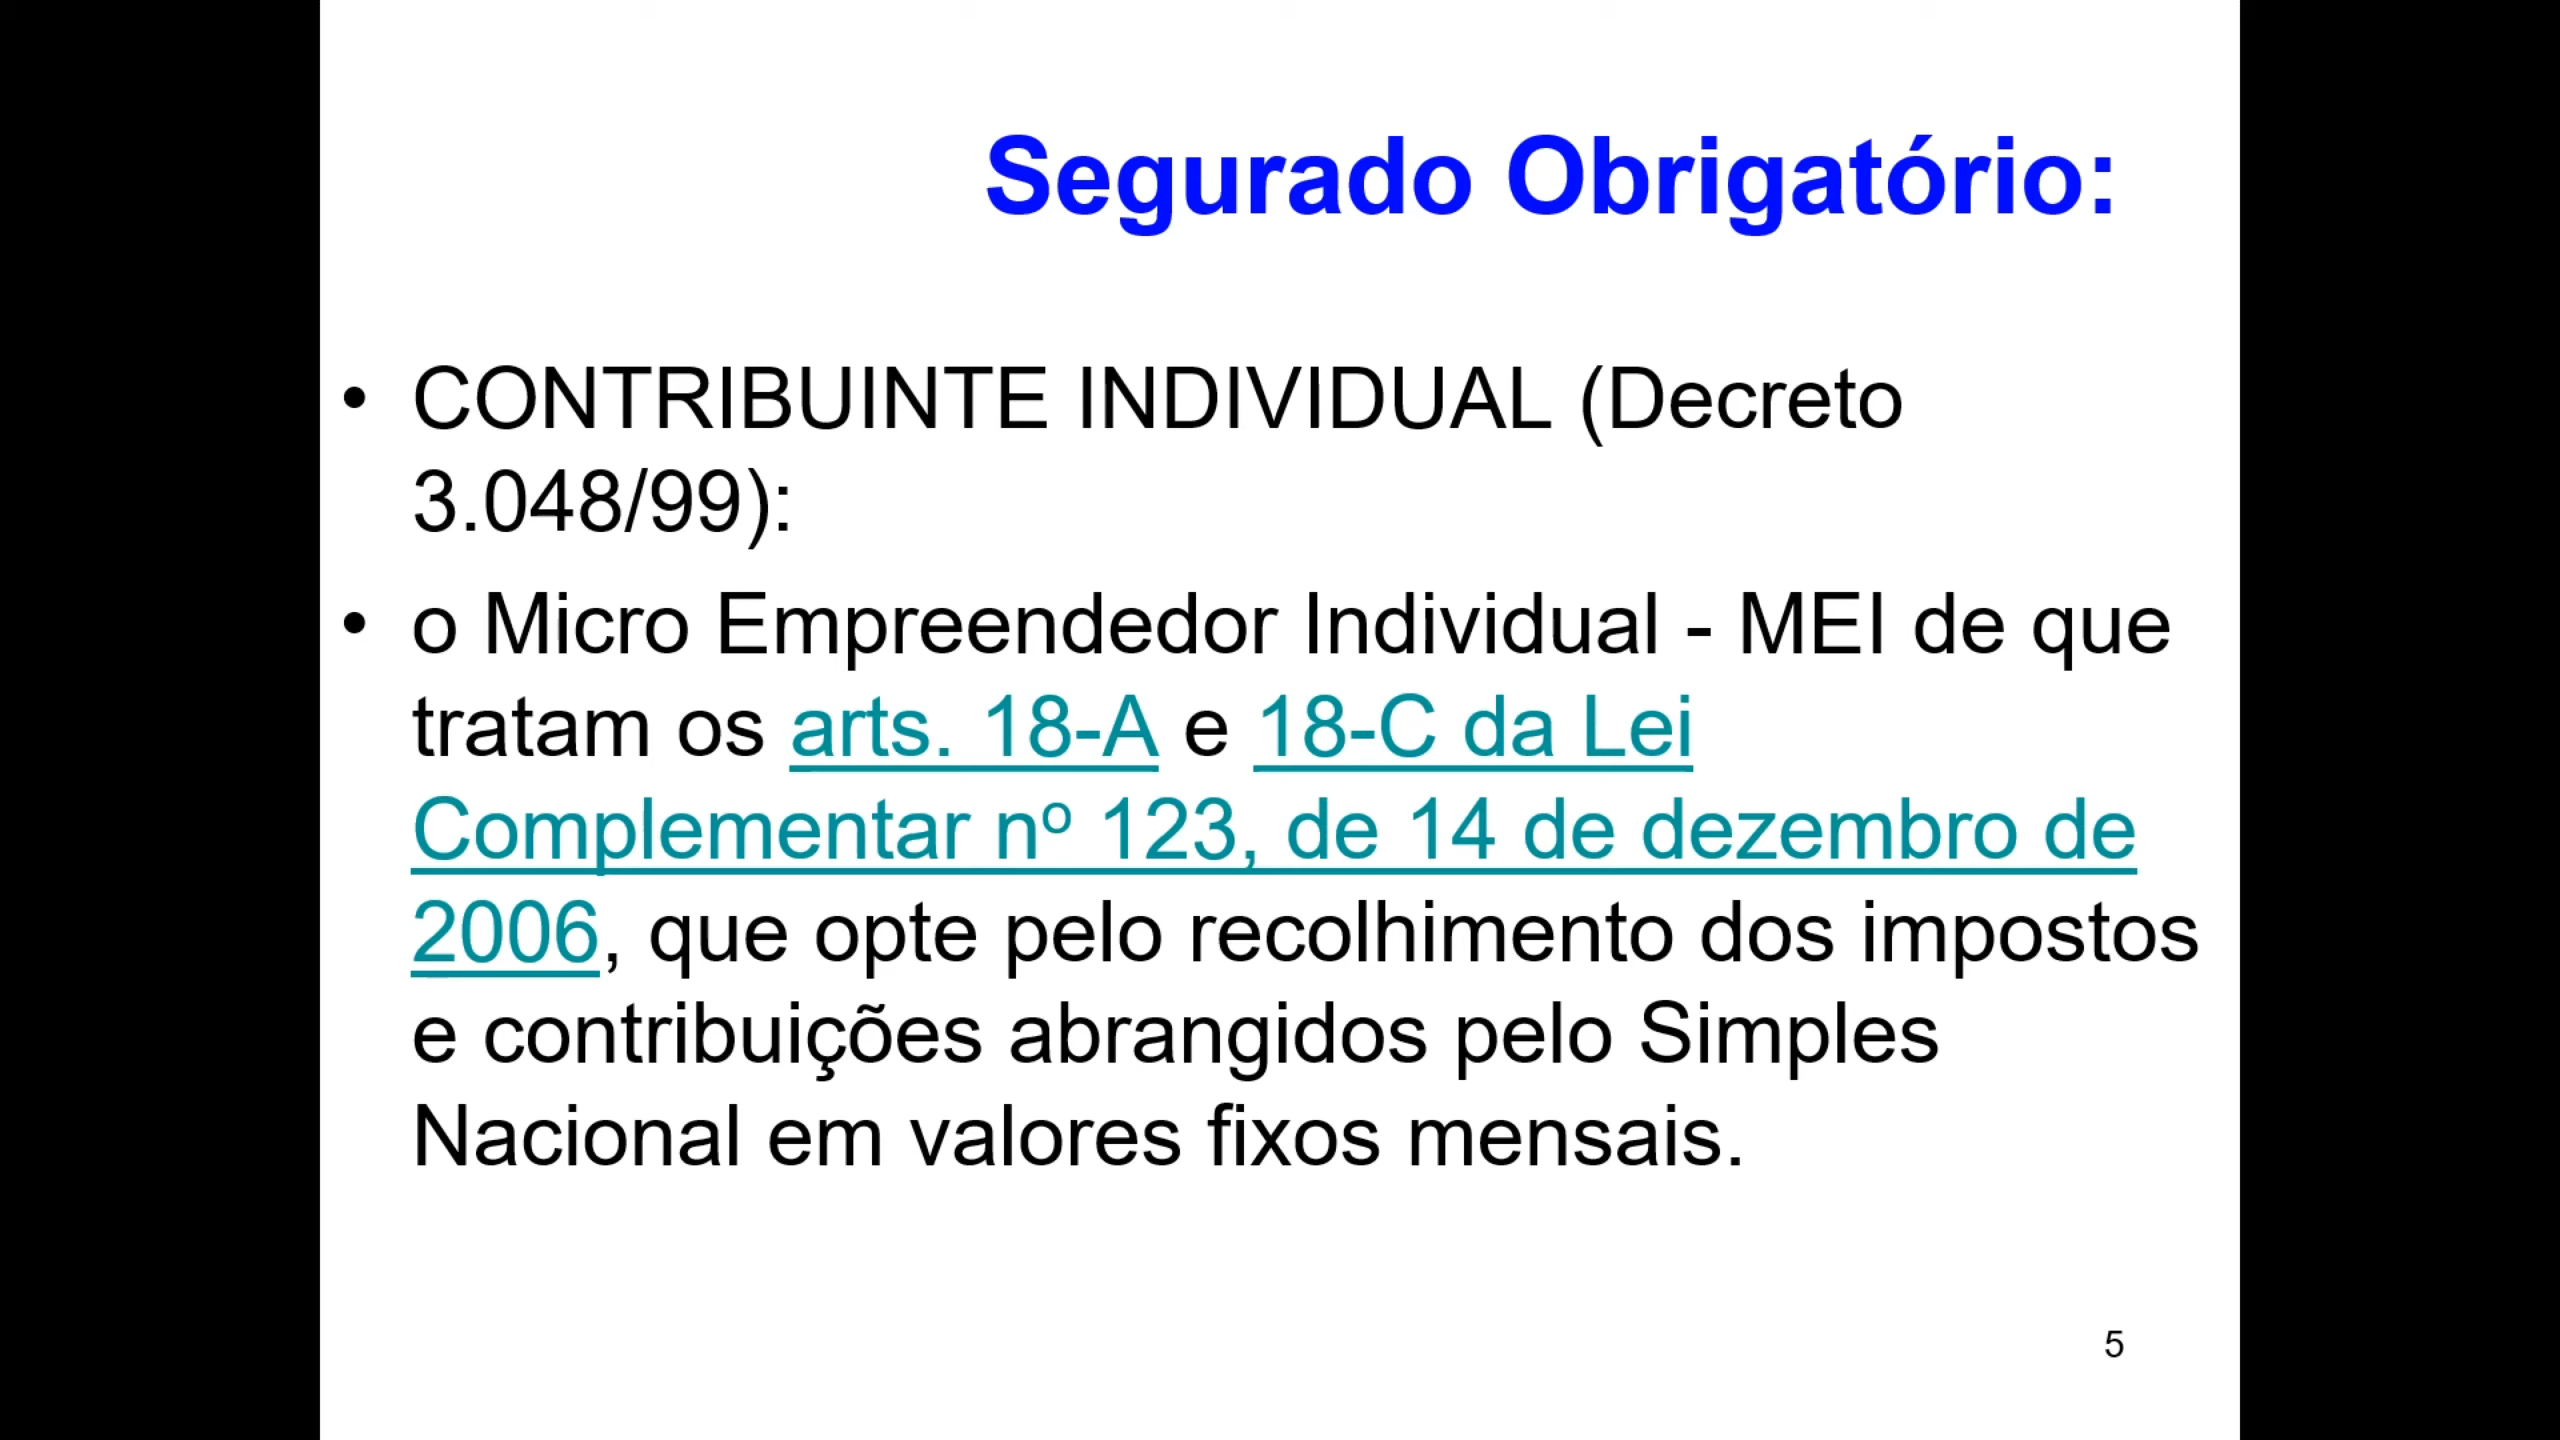 Segurado Obrigatório:
• CONTRIBUINTE INDIVIDUAL (Decreto
3.048/99):
• o Micro Empreendedor Individual - MEI de que
tratam os arts. 18-A e 18-C da Lei
Complementar nº 123, de 14 de dezembro de
2006, que opte pelo recolhimento dos impostos
e contribuições abrangidos pelo Simples
Nacional em valores fixos mensais.
5